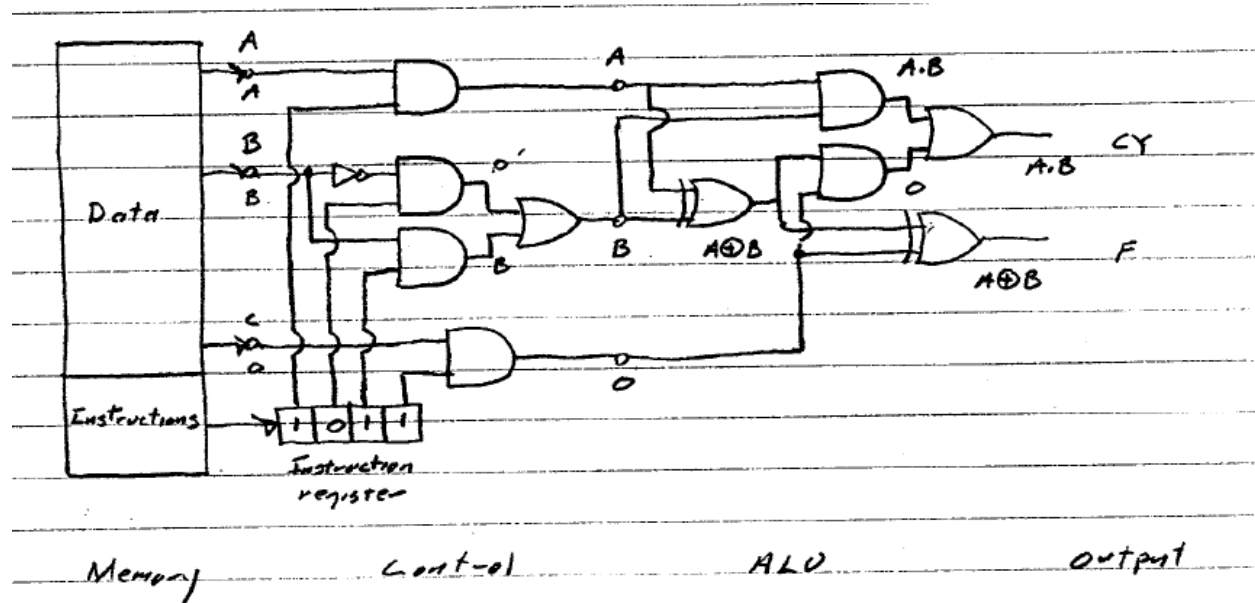 A
A
A
A.B
B
B
0
CY
A.B
0
Data
B
B
A⊕B
A⊕B
F
C
0
0
Instructions
1 0 1 1
Instruction
register
Memory Control ALU Output